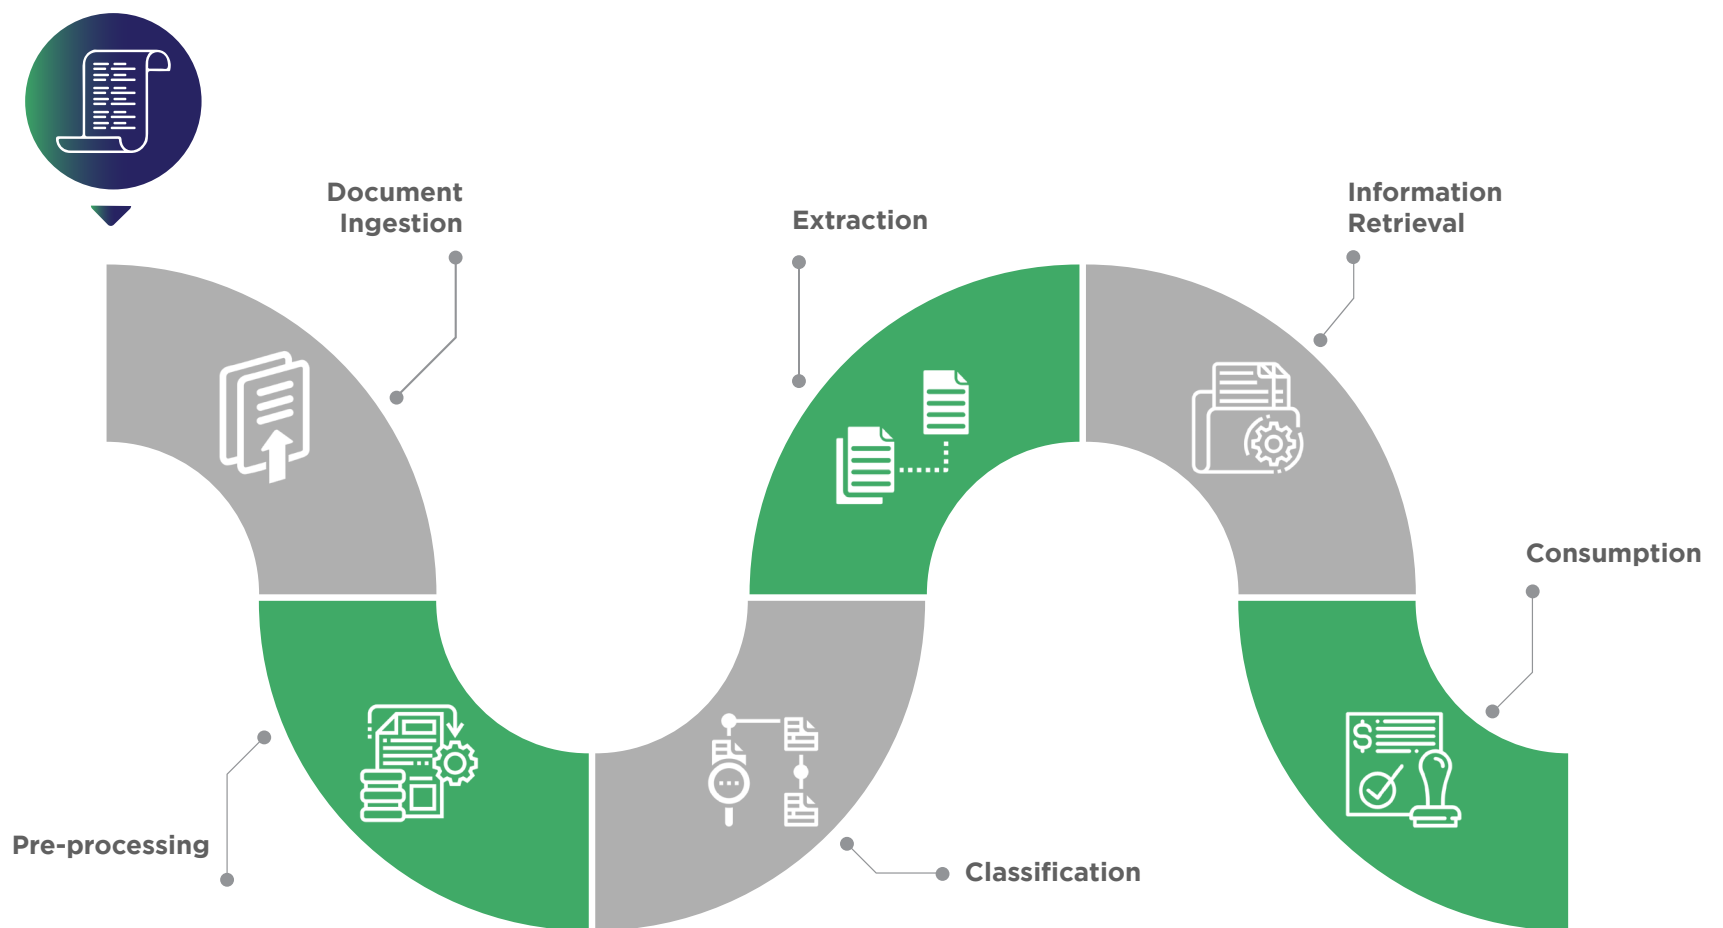 Document
Ingestion
Pre-processing
Classification
Extraction
Information
Retrieval
Consumption
$